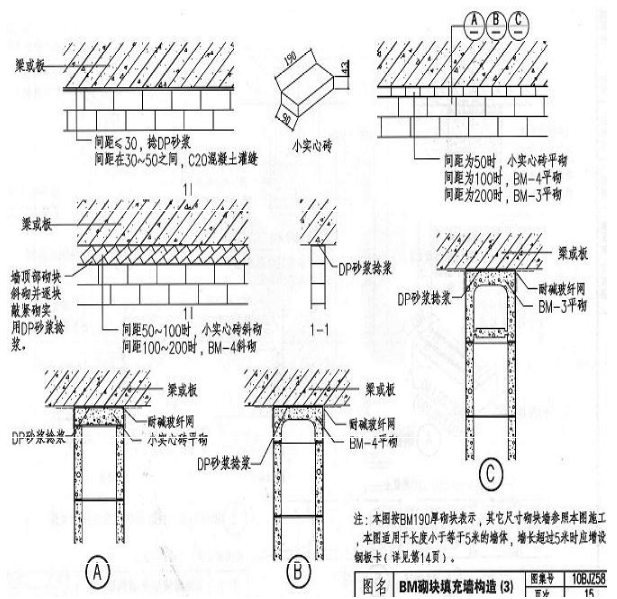 梁或板
间距≤30，捻DP砂浆
间距在30~50之间，C20混凝土灌缝
190
43
90
小实心砖
A B C
间距为50时，小实心砖平砌
间距为100时，BM-4平砌
间距为200时，BM-3平砌
1
梁或板
墙顶部砌块
斜砌并逐块
敲紧砌实，
用DP砂浆捻
浆。
1
间距50~100时，小实心砖斜砌
间距100~200时，BM-4斜砌
DP砂浆捻浆
1-1
梁或板
耐碱玻纤网
DP砂浆捻浆
BM-3平砌
C
梁或板
耐碱玻纤网
DP砂浆捻浆
小实心砖平砌
A
梁或板
耐碱玻纤网
BM-4平砌
DP砂浆捻浆
B
注：本图按BM190厚砌块表示，其它尺寸砌块墙参照本图施工
，本图适用于长度小于等于5米的墙体，墙长超过5米时应增设
钢板卡（详见第14页）。
图名 BM砌块填充墙构造(3) 图集号 10BJZ58
页次 15